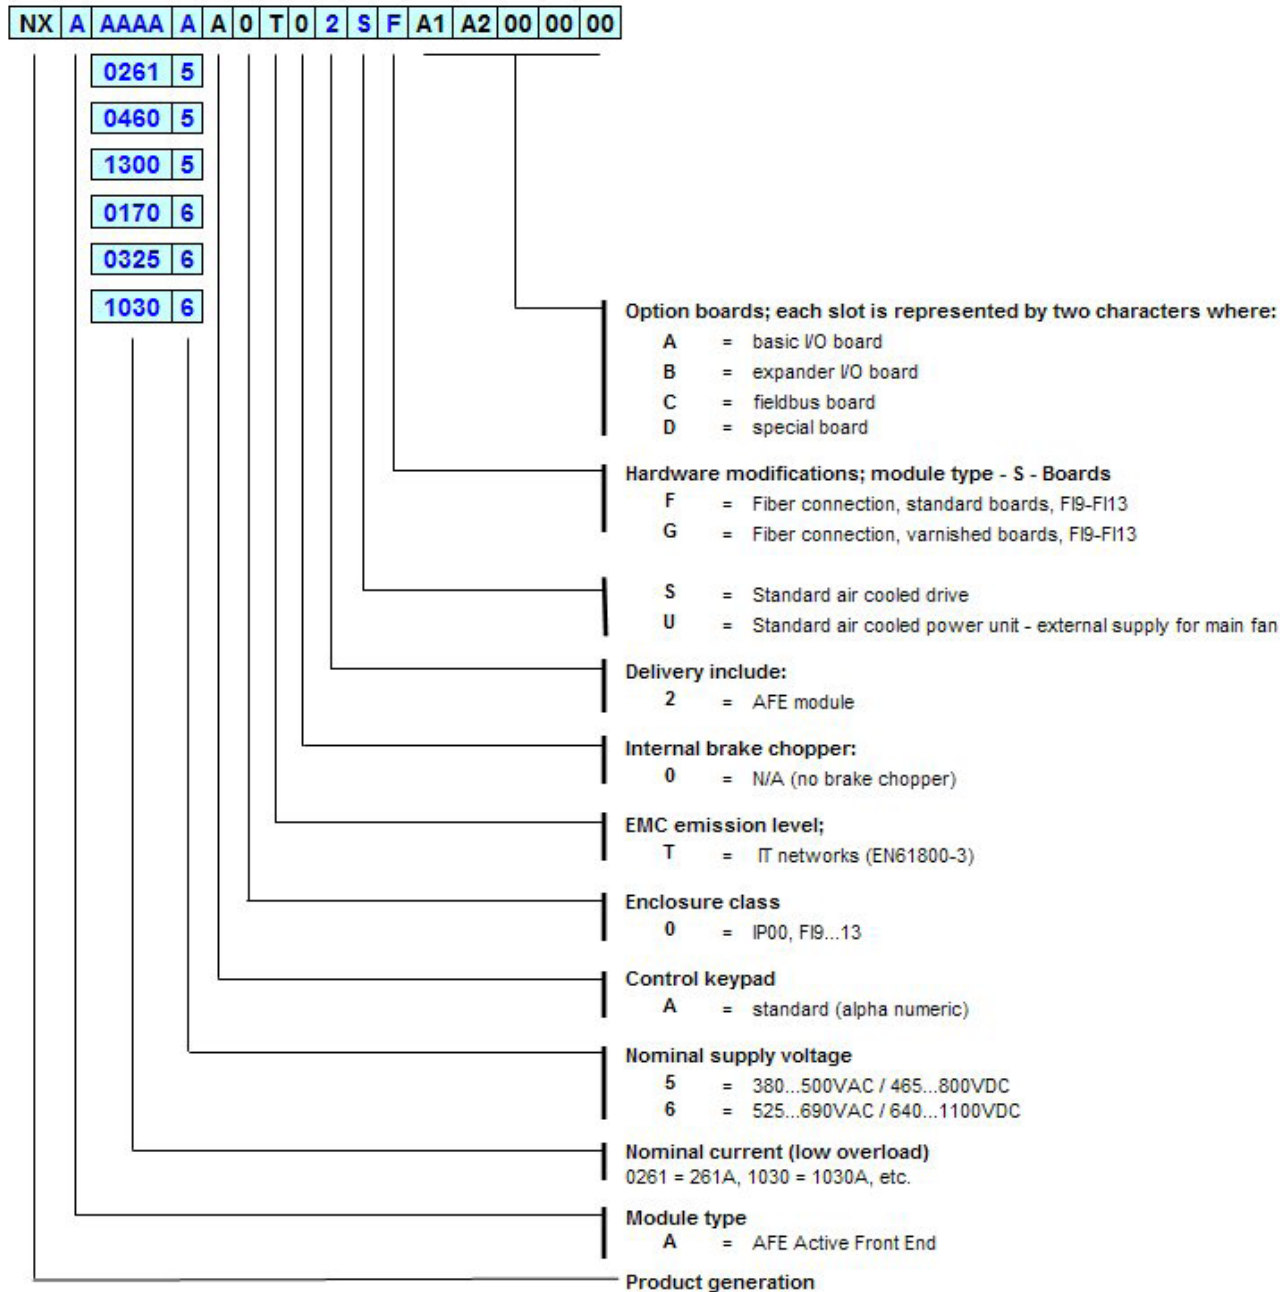 NX A AAAA A A 0 T 0 2 S F A1 A2 00 00 00
0261 5
0460 5
1300 5
0170 6
0325 6
1030 6
Option boards; each slot is represented by two characters where:
A = basic I/O board
B = expander I/O board
C = fieldbus board
D = special board
Hardware modifications; module type - S - Boards
F = Fiber connection, standard boards, FI9-FI13
G = Fiber connection, varnished boards, FI9-FI13
S = Standard air cooled drive
U = Standard air cooled power unit - external supply for main fan
Delivery include:
2 = AFE module
Internal brake chopper:
0 = N/A (no brake chopper)
EMC emission level;
T = IT networks (EN61800-3)
Enclosure class
0 = IP00, FI9...13
Control keypad
A = standard (alpha numeric)
Nominal supply voltage
5 = 380...500VAC / 465...800VDC
6 = 525...690VAC / 640...1100VDC
Nominal current (low overload)
0261 = 261A, 1030 = 1030A, etc.
Module type
A = AFE Active Front End
Product generation